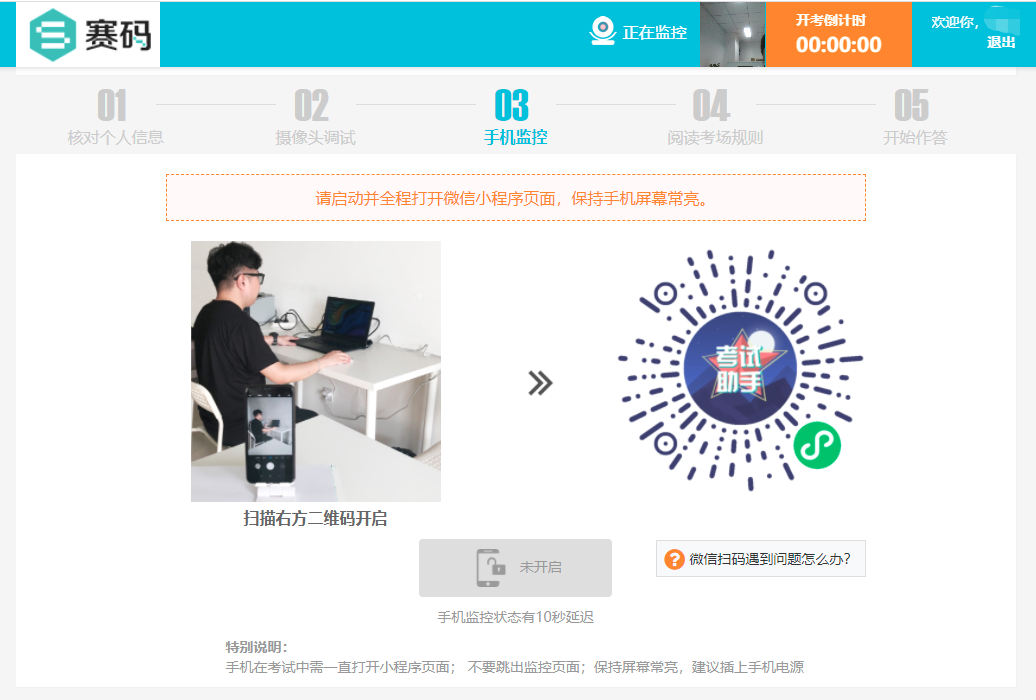 赛码
正在监控
开考倒计时
00:00:00
欢迎你,
退出
01
02
03
04
05
核对个人信息
摄像头调试
手机监控
阅读考场规则
开始作答
请启动并全程打开微信小程序页面，保持手机屏幕常亮。
考试
助手
扫描右方二维码开启
未开启
微信扫码遇到问题怎么办?
手机监控状态有10秒延迟
特别说明：
手机在考试中需一直打开小程序页面； 不要跳出监控页面；保持屏幕常亮，建议插上手机电源